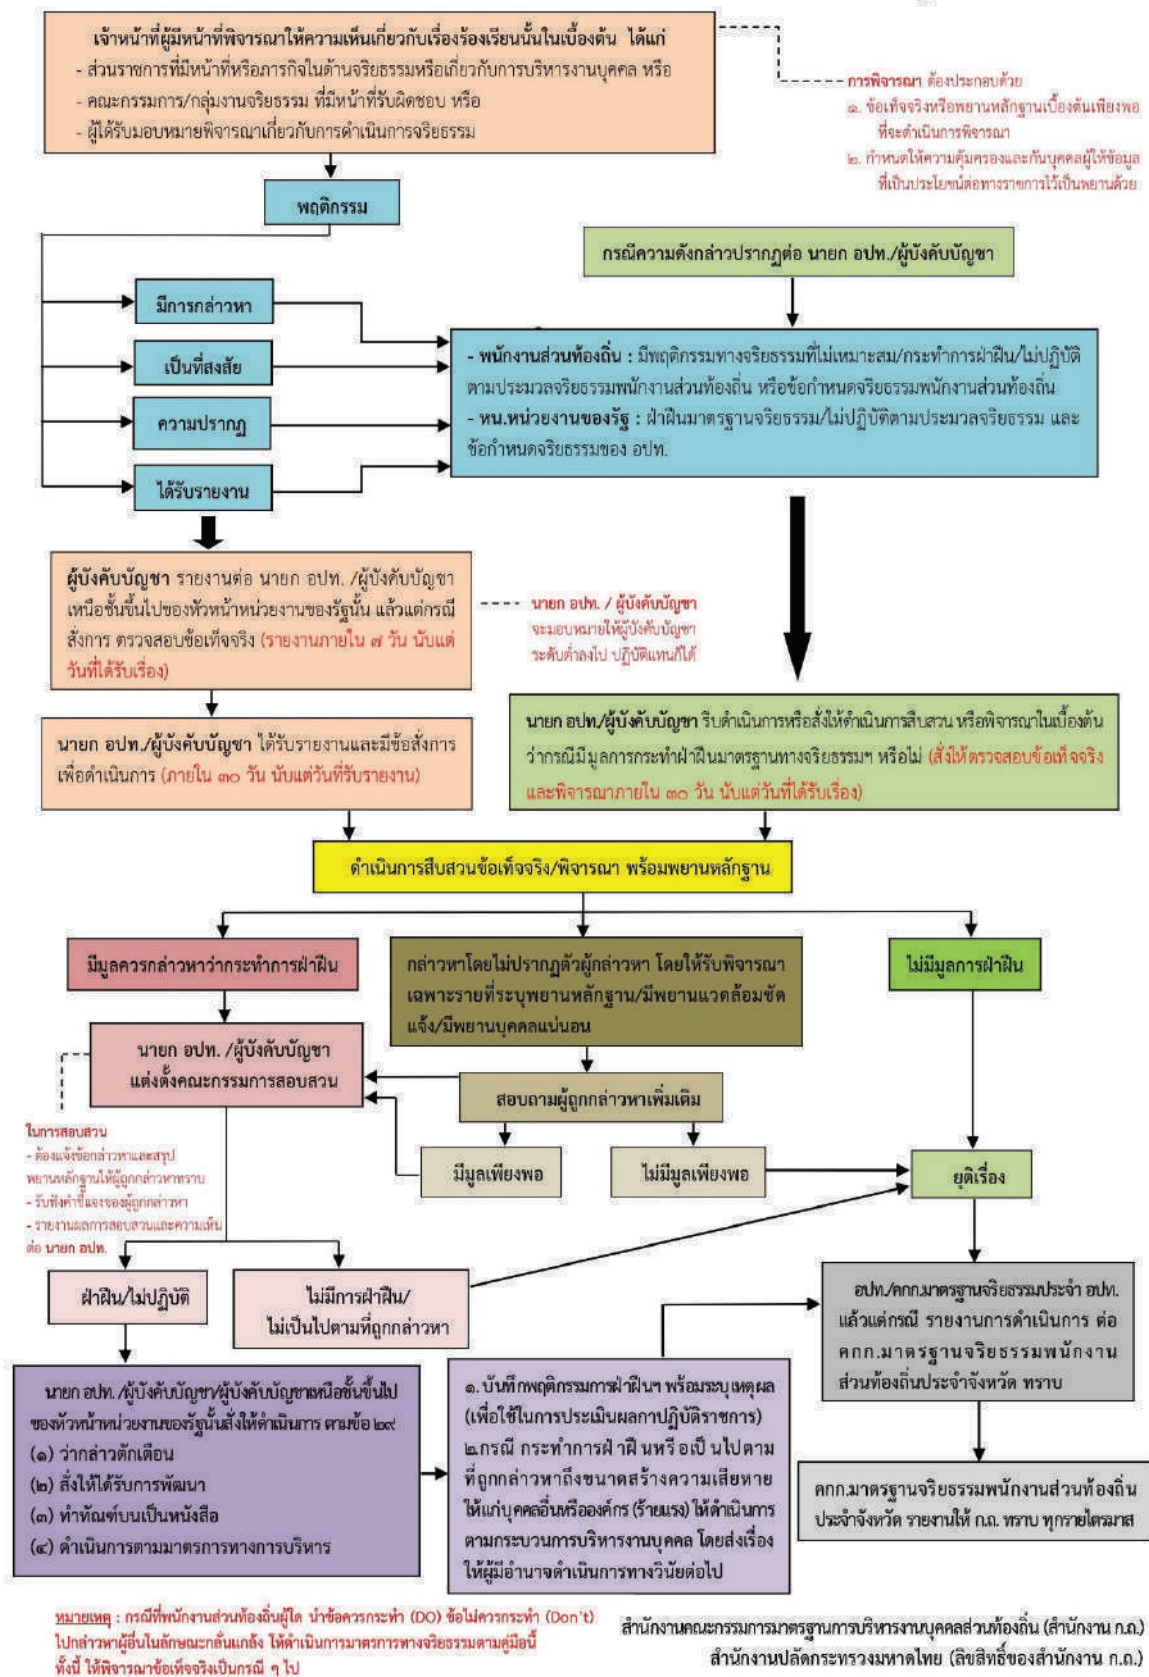 เจ้าหน้าที่ผู้มีหน้าที่พิจารณาให้ความเห็นเกี่ยวกับเรื่องร้องเรียนนั้นในเบื้องต้น ได้แก่
- ส่วนราชการที่มีหน้าที่หรือภารกิจในด้านจริยธรรมหรือเกี่ยวกับการบริหารงานบุคคล หรือ
- คณะกรรมการ/กลุ่มงานจริยธรรม ที่มีหน้าที่รับผิดชอบ หรือ
- ผู้ได้รับมอบหมายพิจารณาเกี่ยวกับการดำเนินการจริยธรรม
การพิจารณา ต้องประกอบด้วย
๑. ข้อเท็จจริงหรือพยานหลักฐานเบื้องต้นเพียงพอ
ที่จะดำเนินการพิจารณา
๒. กำหนดให้ความคุ้มครองและกันบุคคลผู้ให้ข้อมูล
ที่เป็นประโยชน์ต่อทางราชการไว้เป็นพยานด้วย
พฤติกรรม
กรณีความดังกล่าวปรากฏต่อ นายก อปท./ผู้บังคับบัญชา
มีการกล่าวหา
เป็นที่สงสัย
ความปรากฏ
ได้รับรายงาน
- พนักงานส่วนท้องถิ่น : มีพฤติกรรมทางจริยธรรมที่ไม่เหมาะสม/กระทำการฝ่าฝืน/ไม่ปฏิบัติ
ตามประมวลจริยธรรมพนักงานส่วนท้องถิ่น หรือข้อกำหนดจริยธรรมพนักงานส่วนท้องถิ่น
- หน.หน่วยงานของรัฐ : ฝ่าฝืนมาตรฐานจริยธรรม/ไม่ปฏิบัติตามประมวลจริยธรรม และ
ข้อกำหนดจริยธรรมของ อปท.
ผู้บังคับบัญชา รายงานต่อ นายก อปท. /ผู้บังคับบัญชา
เหนือชั้นขึ้นไปของหัวหน้าหน่วยงานของรัฐนั้น แล้วแต่กรณี
สั่งการ ตรวจสอบข้อเท็จจริง (รายงานภายใน ๗ วัน นับแต่
วันที่ได้รับเรื่อง)
นายก อปท. / ผู้บังคับบัญชา
จะมอบหมายให้ผู้บังคับบัญชา
ระดับต่ำลงไป ปฏิบัติแทนก็ได้
นายก อปท./ผู้บังคับบัญชา ได้รับรายงานและมีข้อสั่งการ
เพื่อดำเนินการ (ภายใน ๓๐ วัน นับแต่วันที่รับรายงาน)
นายก อปท./ผู้บังคับบัญชา รีบดำเนินการหรือสั่งให้ดำเนินการสืบสวน หรือพิจารณาในเบื้องต้น
ว่ากรณีมีมูลการกระทำฝ่าฝืนมาตรฐานทางจริยธรรมฯ หรือไม่ (สั่งให้ตรวจสอบข้อเท็จจริง
และพิจารณาภายใน ๓๐ วัน นับแต่วันที่ได้รับเรื่อง)
ดำเนินการสืบสวนข้อเท็จจริง/พิจารณา พร้อมพยานหลักฐาน
มีมูลควรกล่าวหาว่ากระทำการฝ่าฝืน
กล่าวหาโดยไม่ปรากฏตัวผู้กล่าวหา โดยให้รับพิจารณา
เฉพาะรายที่ระบุพยานหลักฐาน/มีพยานแวดล้อมชัด
แจ้ง/มีพยานบุคคลแน่นอน
ไม่มีมูลการฝ่าฝืน
นายก อปท. /ผู้บังคับบัญชา
แต่งตั้งคณะกรรมการสอบสวน
สอบถามผู้ถูกกล่าวหาเพิ่มเติม
มีมูลเพียงพอ
ไม่มีมูลเพียงพอ
ยุติเรื่อง
ในการสอบสวน
- ต้องแจ้งข้อกล่าวหาและสรุป
พยานหลักฐานให้ผู้ถูกกล่าวหาทราบ
- รับฟังคำชี้แจงของผู้ถูกกล่าวหา
- รายงานผลการสอบสวนและความเห็น
ต่อ นายก อปท.
ฝ่าฝืน/ไม่ปฏิบัติ
ไม่มีการฝ่าฝืน/
ไม่เป็นไปตามที่ถูกกล่าวหา
อปท./คกก.มาตรฐานจริยธรรมประจำ อปท.
แล้วแต่กรณี รายงานการดำเนินการ ต่อ
คกก.มาตรฐานจริยธรรมพนักงาน
ส่วนท้องถิ่นประจำจังหวัด ทราบ
นายก อปท. /ผู้บังคับบัญชา/ผู้บังคับบัญชาเหนือชั้นขึ้นไป
ของหัวหน้าหน่วยงานของรัฐนั้นสั่งให้ดำเนินการ ตามข้อ ๒๙
(๑) ว่ากล่าวตักเตือน
(๒) สั่งให้ได้รับการพัฒนา
(๓) ทำทัณฑ์บนเป็นหนังสือ
(๔) ดำเนินการตามมาตรการทางการบริหาร
๑. บันทึกพฤติกรรมการฝ่าฝืนฯ พร้อมระบุเหตุผล
(เพื่อใช้ในการประเมินผลกาปฏิบัติราชการ)
๒.กรณี กระทำการฝ่าฝืนหรือเป็นไปตาม
ที่ถูกกล่าวหาถึงขนาดสร้างความเสียหาย
ให้แก่บุคคลอื่นหรือองค์กร (ร้ายแรง) ให้ดำเนินการ
ตามกระบวนการบริหารงานบุคคล โดยส่งเรื่อง
ให้ผู้มีอำนาจดำเนินการทางวินัยต่อไป
คกก.มาตรฐานจริยธรรมพนักงานส่วนท้องถิ่น
ประจำจังหวัด รายงานให้ ก.ถ. ทราบ ทุกรายไตรมาส
หมายเหตุ : กรณีที่พนักงานส่วนท้องถิ่นผู้ใด นำข้อควรกระทำ (DO) ข้อไม่ควรกระทำ (Don't)
ไปกล่าวหาผู้อื่นในลักษณะกลั่นแกล้ง ให้ดำเนินการมาตรการทางจริยธรรมตามคู่มือนี้
ทั้งนี้ ให้พิจารณาข้อเท็จจริงเป็นกรณี ๆ ไป
สำนักงานคณะกรรมการมาตรฐานการบริหารงานบุคคลส่วนท้องถิ่น (สำนักงาน ก.ถ.)
สำนักงานปลัดกระทรวงมหาดไทย (ลิขสิทธิ์ของสำนักงาน ก.ถ.)